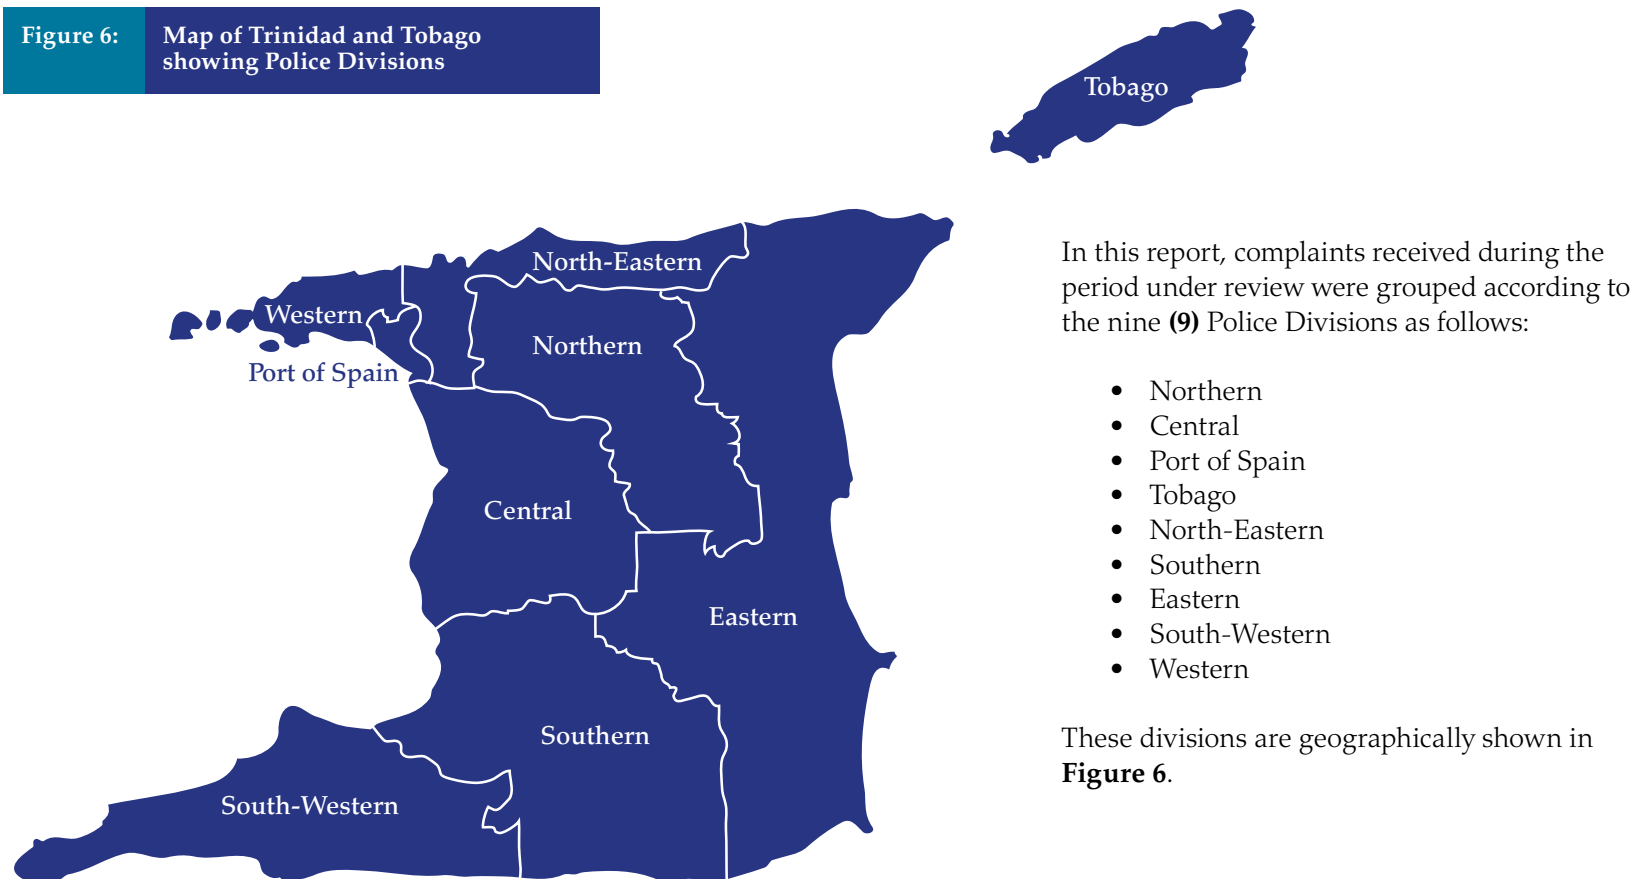 Figure 6:
Map of Trinidad and Tobago
showing Police Divisions
Tobago
North-Eastern
Western
Northern
Port of Spain
Central
Eastern
Southern
South-Western
In this report, complaints received during the
period under review were grouped according to
the nine (9) Police Divisions as follows:
• Northern
• Central
• Port of Spain
• Tobago
• North-Eastern
• Southern
• Eastern
• South-Western
• Western
These divisions are geographically shown in
Figure 6.